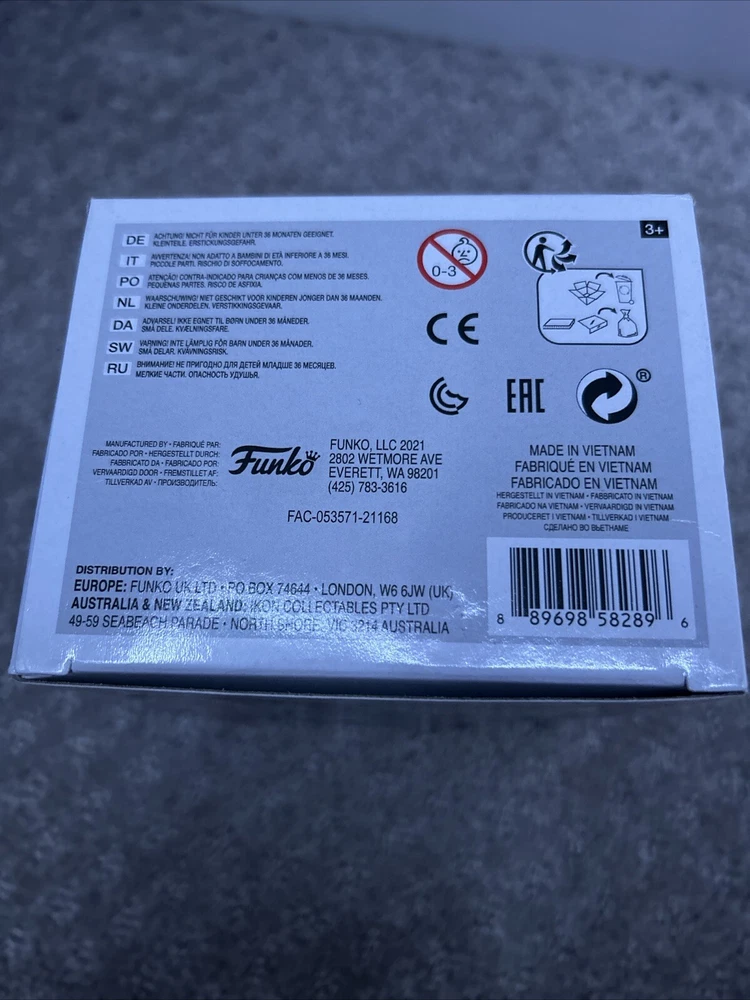 DE ACHTUNG! NICHT FÜR KINDER UNTER 36 MONATEN GEEIGNET.
KLEINTEILE. ERSTICKUNGSGEFAHR.
IT AVVERTENZA! NON ADATTO A BAMBINI DI ETÀ INFERIORE A 36 MESI.
PICCOLE PARTI. RISCHIO DI SOFFOCAMENTO.
PO ATENÇÃO! CONTRA-INDICADO PARA CRIANÇAS COM MENOS DE 36 MESES.
PEQUENAS PARTES. RISCO DE ASFIXIA.
NL WAARSCHUWING! NIET GESCHIKT VOOR KINDEREN JONGER DAN 36 MAANDEN.
KLEINE ONDERDELEN. VERSTIKKINGSGEVAAR.
DA ADVARSEL! IKKE EGNET TIL BØRN UNDER 36 MÅNEDER.
SMÅ DELE. KVÆLNINGSFARE.
SW VARNING! INTE LÄMPLIG FÖR BARN UNDER 36 MÅNADER.
SMÅ DELAR. KVÄVNINGSRISK.
RU ВНИМАНИЕ! НЕ ПРИГОДНО ДЛЯ ДЕТЕЙ МЛАДШЕ 36 МЕСЯЦЕВ.
МЕЛКИЕ ЧАСТИ. ОПАСНОСТЬ УДУШЬЯ.
0-3
3+
CE
EAC
®
MANUFACTURED BY • FABRIQUÉ PAR:
FABRICADO POR • HERGESTELLT DURCH:
FABBRICATO DA • FABRICADO POR:
VERVAARDIGD DOOR • FREMSTILLET AF:
TILLVERKAD AV • ПРОИЗВОДИТЕЛЬ:
Funko
FUNKO, LLC 2021
2802 WETMORE AVE
EVERETT, WA 98201
(425) 783-3616
FAC-053571-21168
MADE IN VIETNAM
FABRIQUÉ EN VIETNAM
FABRICADO EN VIETNAM
HERGESTELLT IN VIETNAM • FABBRICATO IN VIETNAM
FABRICADO NA VIETNAM • VERVAARDIGD IN VIETNAM
PRODUCERET I VIETNAM • TILLVERKAD I VIETNAM
СДЕЛАНО ВО ВЬЕТНАМЕ
DISTRIBUTION BY:
EUROPE: FUNKO UK LTD • PO BOX 74644 • LONDON, W6 6JW (UK)
AUSTRALIA & NEW ZEALAND: IKON COLLECTABLES PTY LTD
49-59 SEABEACH PARADE • NORTH SHORE, VIC 3214 AUSTRALIA
8 89698 58289 6